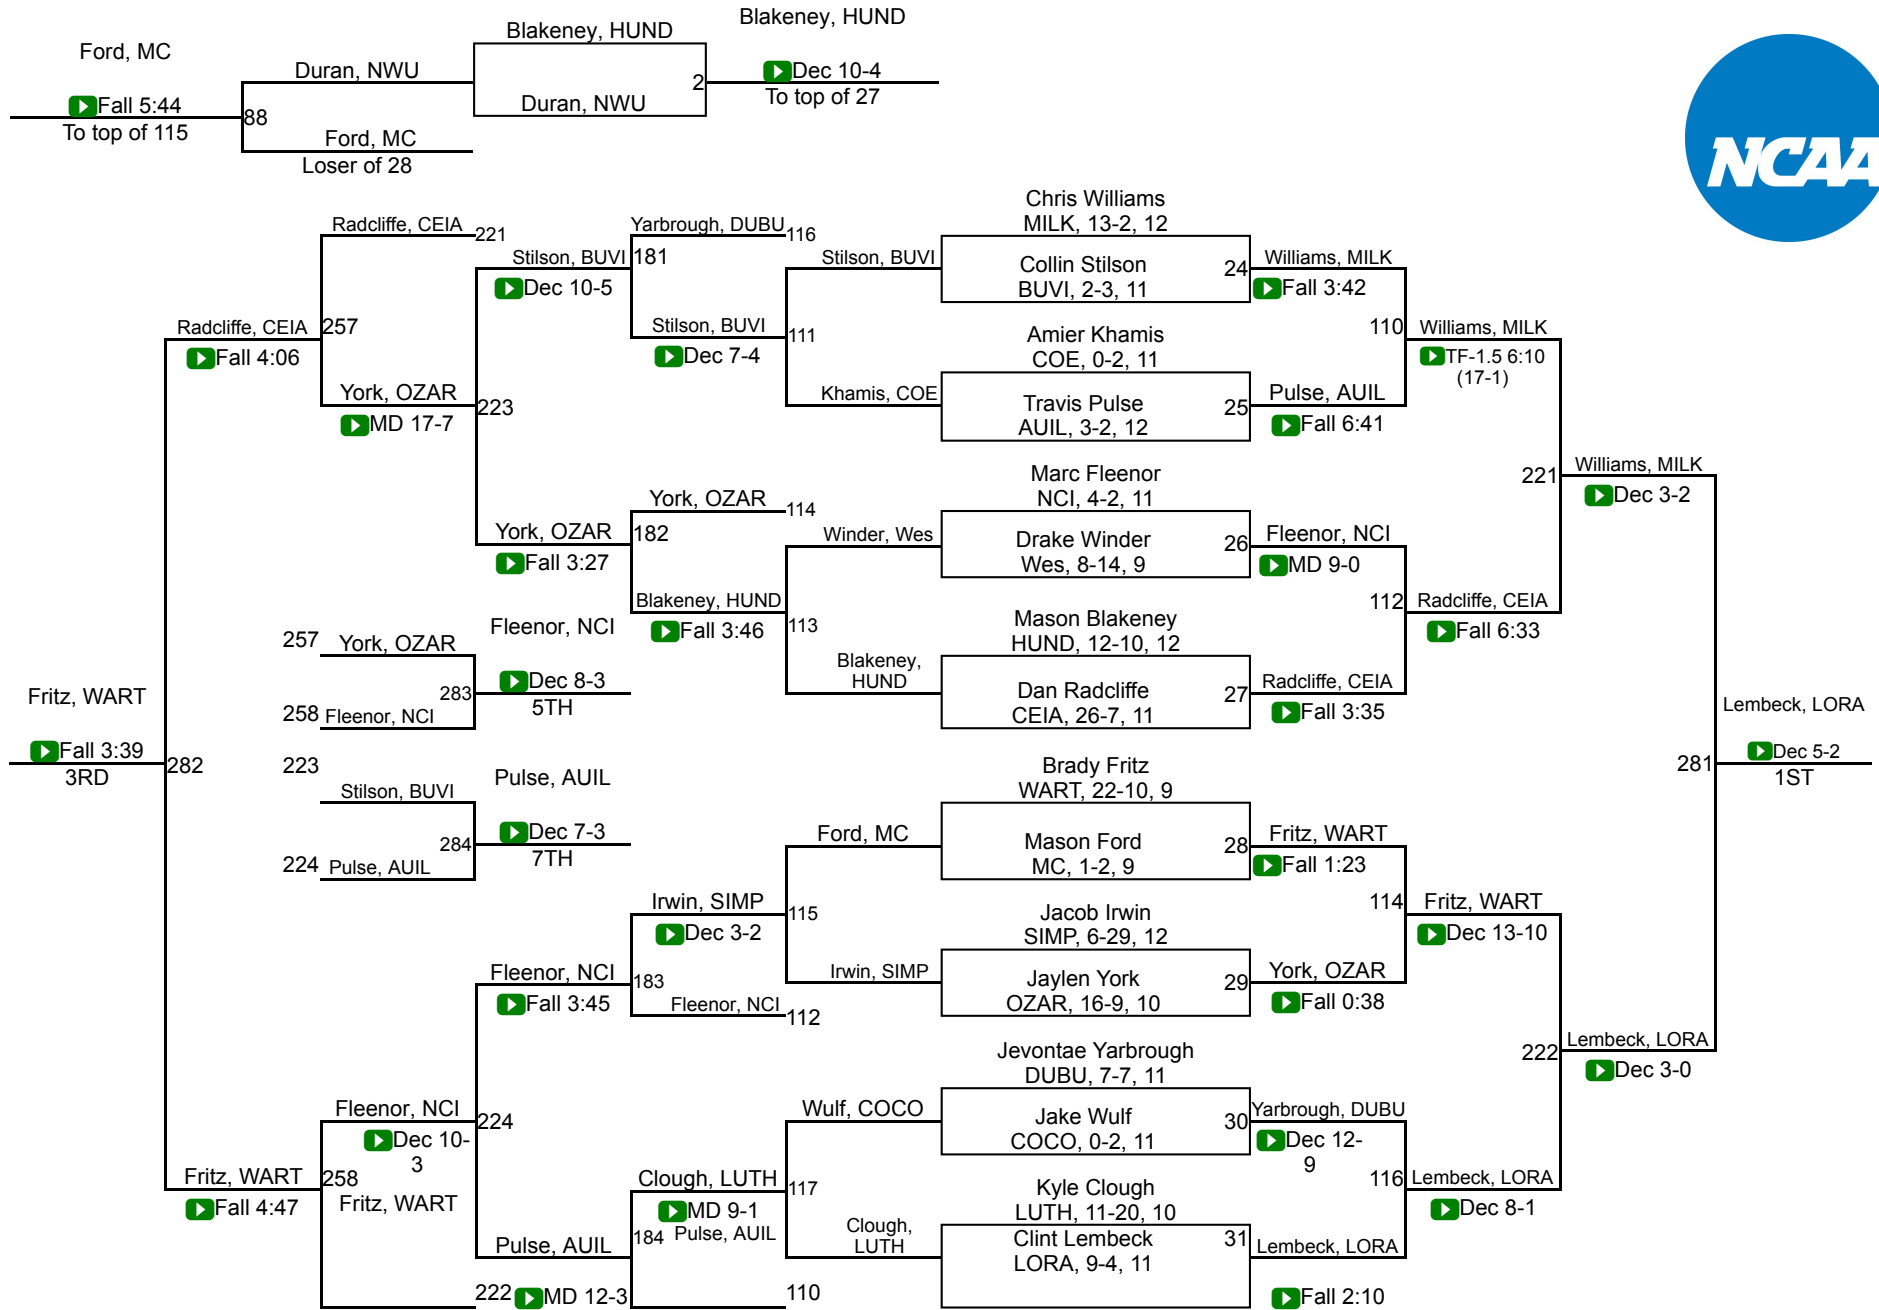 Blakeney, HUND
Blakeney, HUND
Ford, MC
Duran, NWU
2
Dec 10-4
Fall 5:44
Duran, NWU
To top of 27
88
To top of 115
Ford, MC
Loser of 28
NCAA
Chris Williams
MILK, 13-2, 12
Radcliffe, CEIA
221
Yarbrough, DUBU
116
Stilson, BUVI
181
Stilson, BUVI
Collin Stilson
24
Williams, MILK
Dec 10-5
BUVI, 2-3, 11
Fall 3:42
Radcliffe, CEIA
257
Stilson, BUVI
111
Amier Khamis
110
Williams, MILK
Fall 4:06
Dec 7-4
COE, 0-2, 11
TF-1.5 6:10
(17-1)
York, OZAR
223
Khamis, COE
Travis Pulse
25
Pulse, AUIL
MD 17-7
AUIL, 3-2, 12
Fall 6:41
Marc Fleenor
221
Williams, MILK
York, OZAR
114
NCI, 4-2, 11
Dec 3-2
York, OZAR
182
Winder, Wes
Drake Winder
26
Fleenor, NCI
Fall 3:27
Wes, 8-14, 9
MD 9-0
Blakeney, HUND
113
112
Radcliffe, CEIA
Fleenor, NCI
Fall 3:46
Mason Blakeney
Fall 6:33
257
York, OZAR
HUND, 12-10, 12
Blakeney,
HUND
283
Dec 8-3
Dan Radcliffe
27
Radcliffe, CEIA
Fritz, WART
5TH
CEIA, 26-7, 11
Fall 3:35
258
Fleenor, NCI
Lembeck, LORA
Fall 3:39
282
223
Brady Fritz
281
Dec 5-2
3RD
Pulse, AUIL
WART, 22-10, 9
1ST
Stilson, BUVI
284
Dec 7-3
Ford, MC
Mason Ford
28
Fritz, WART
7TH
MC, 1-2, 9
Fall 1:23
224
Pulse, AUIL
Irwin, SIMP
115
Jacob Irwin
114
Fritz, WART
Dec 3-2
SIMP, 6-29, 12
Dec 13-10
Fleenor, NCI
183
Irwin, SIMP
Jaylen York
29
York, OZAR
Fall 3:45
Fleenor, NCI
112
OZAR, 16-9, 10
Fall 0:38
Jevontae Yarbrough
222
Lembeck, LORA
DUBU, 7-7, 11
Dec 3-0
Fleenor, NCI
224
Wulf, COCO
Jake Wulf
30
Yarbrough, DUBU
Dec 10-
3
COCO, 0-2, 11
Dec 12-
9
Fritz, WART
258
Clough, LUTH
117
Kyle Clough
116
Lembeck, LORA
Fall 4:47
Fritz, WART
MD 9-1
LUTH, 11-20, 10
Dec 8-1
Pulse, AUIL
184
Pulse, AUIL
Clough,
LUTH
Clint Lembeck
31
Lembeck, LORA
LORA, 9-4, 11
222
MD 12-3
110
Fall 2:10